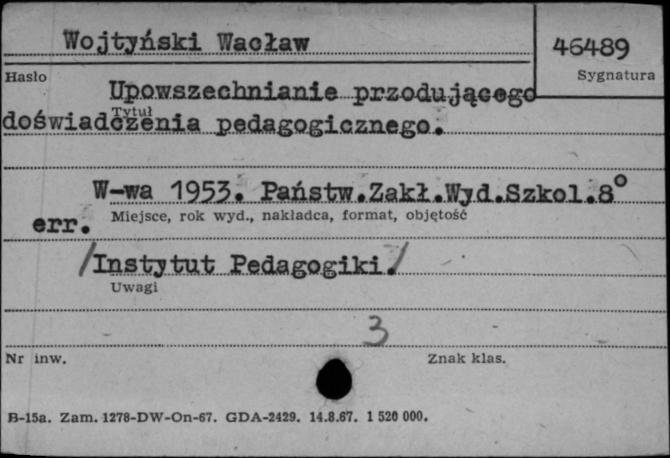 Wojtyński Wacław
46489
Hasło
Sygnatura
Upowszechnianie przodującego
Tytuł
doświadczenia pedagogicznego.
W-wa 1953. Państw.Zakł.Wyd.Szkol.8°
Miejsce, rok wyd., nakładca, format, objętość
err.
/Instytut Pedagogiki./
Uwagi
3
Nr inw.
Znak klas.
B-15a. Zam. 1278-DW-On-67. GDA-2429. 14.8.67. 1 520 000.